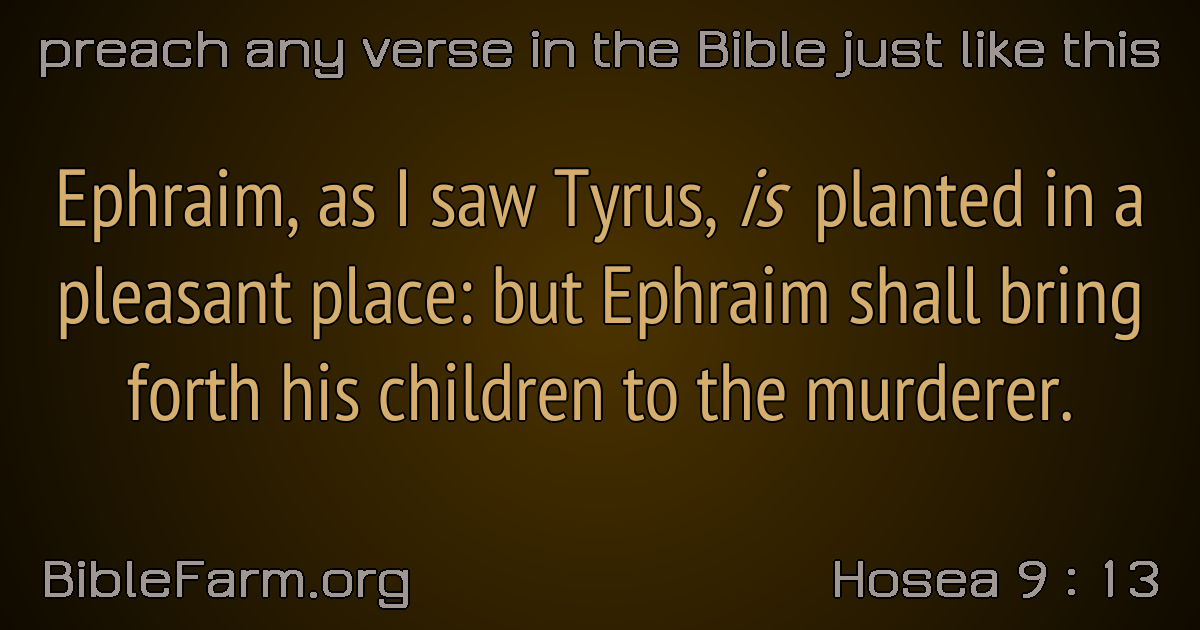 preach any verse in the Bible just like this
Ephraim, as I saw Tyrus, is planted in a
pleasant place: but Ephraim shall bring
forth his children to the murderer.
BibleFarm.org
Hosea 9 : 13